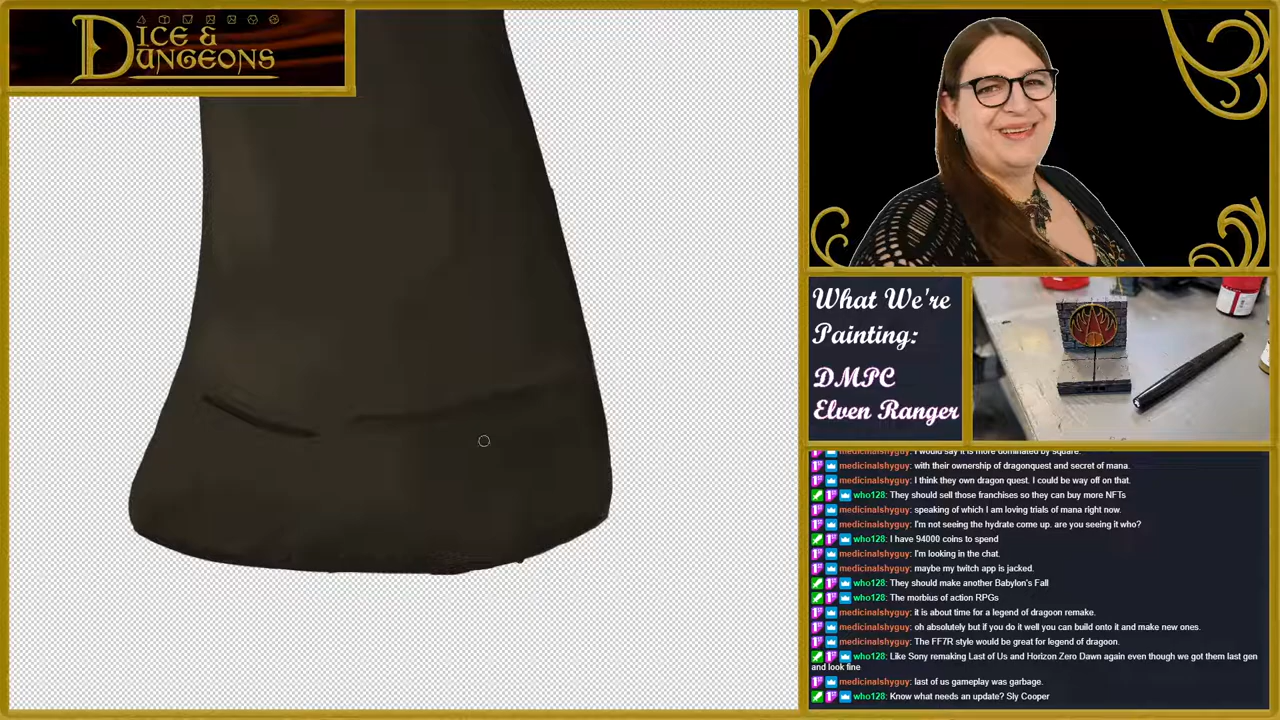 DICE &
DUNGEONS
What We're
Painting:
DMPC
Elven Ranger
medicinalshyguy: I would say it is more dominated by square.
medicinalshyguy: with their ownership of dragonquest and secret of mana.
medicinalshyguy: I think they own dragon quest. I could be way off on that.
who128: They should sell those franchises so they can buy more NFTs
medicinalshyguy: speaking of which I am loving trials of mana right now.
medicinalshyguy: I'm not seeing the hydrate come up. are you seeing it who?
who128: I have 94000 coins to spend
medicinalshyguy: I'm looking in the chat.
medicinalshyguy: maybe my twitch app is jacked.
who128: They should make another Babylon's Fall
who128: The morbius of action RPGs
medicinalshyguy: it is about time for a legend of dragoon remake.
medicinalshyguy: oh absolutely but if you do it well you can build onto it and make new ones.
medicinalshyguy: The FF7R style would be great for legend of dragoon.
who128: Like Sony remaking Last of Us and Horizon Zero Dawn again even though we got them last gen
and look fine
medicinalshyguy: last of us gameplay was garbage.
who128: Know what needs an update? Sly Cooper